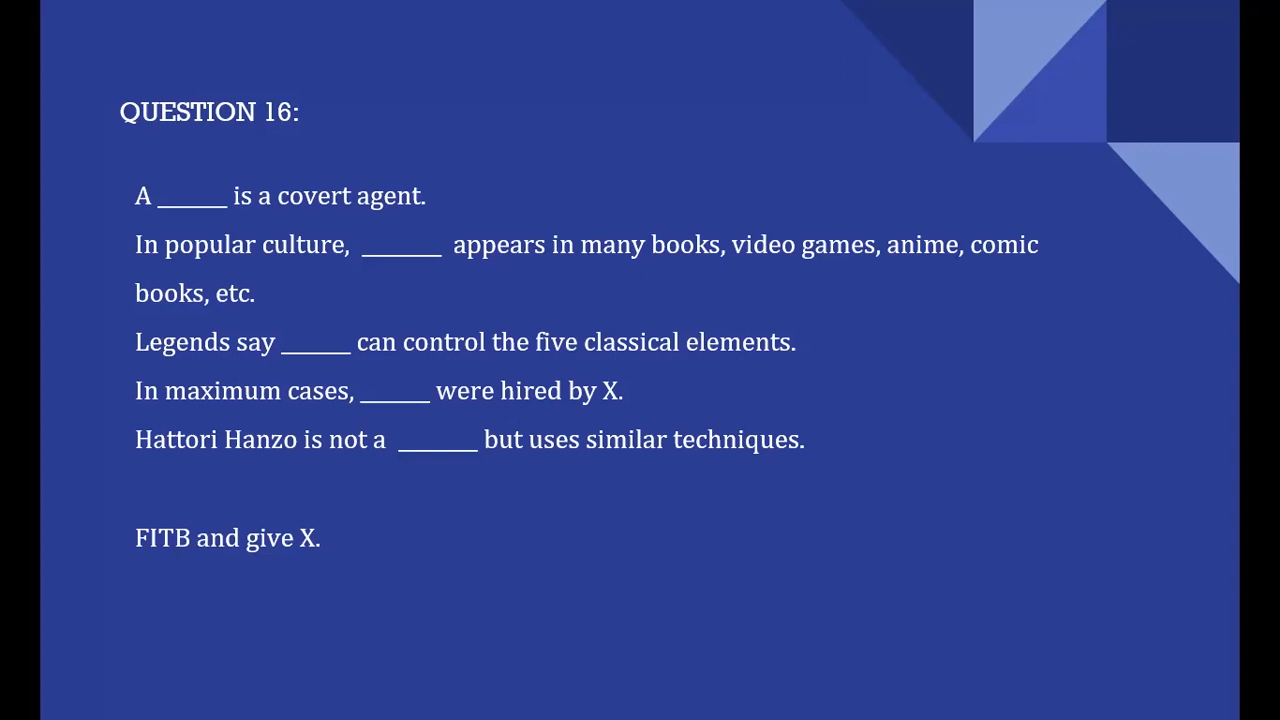 QUESTION 16:
A ______ is a covert agent.
In popular culture, _______ appears in many books, video games, anime, comic
books, etc.
Legends say ______ can control the five classical elements.
In maximum cases, ______ were hired by X.
Hattori Hanzo is not a _______ but uses similar techniques.
FITB and give X.